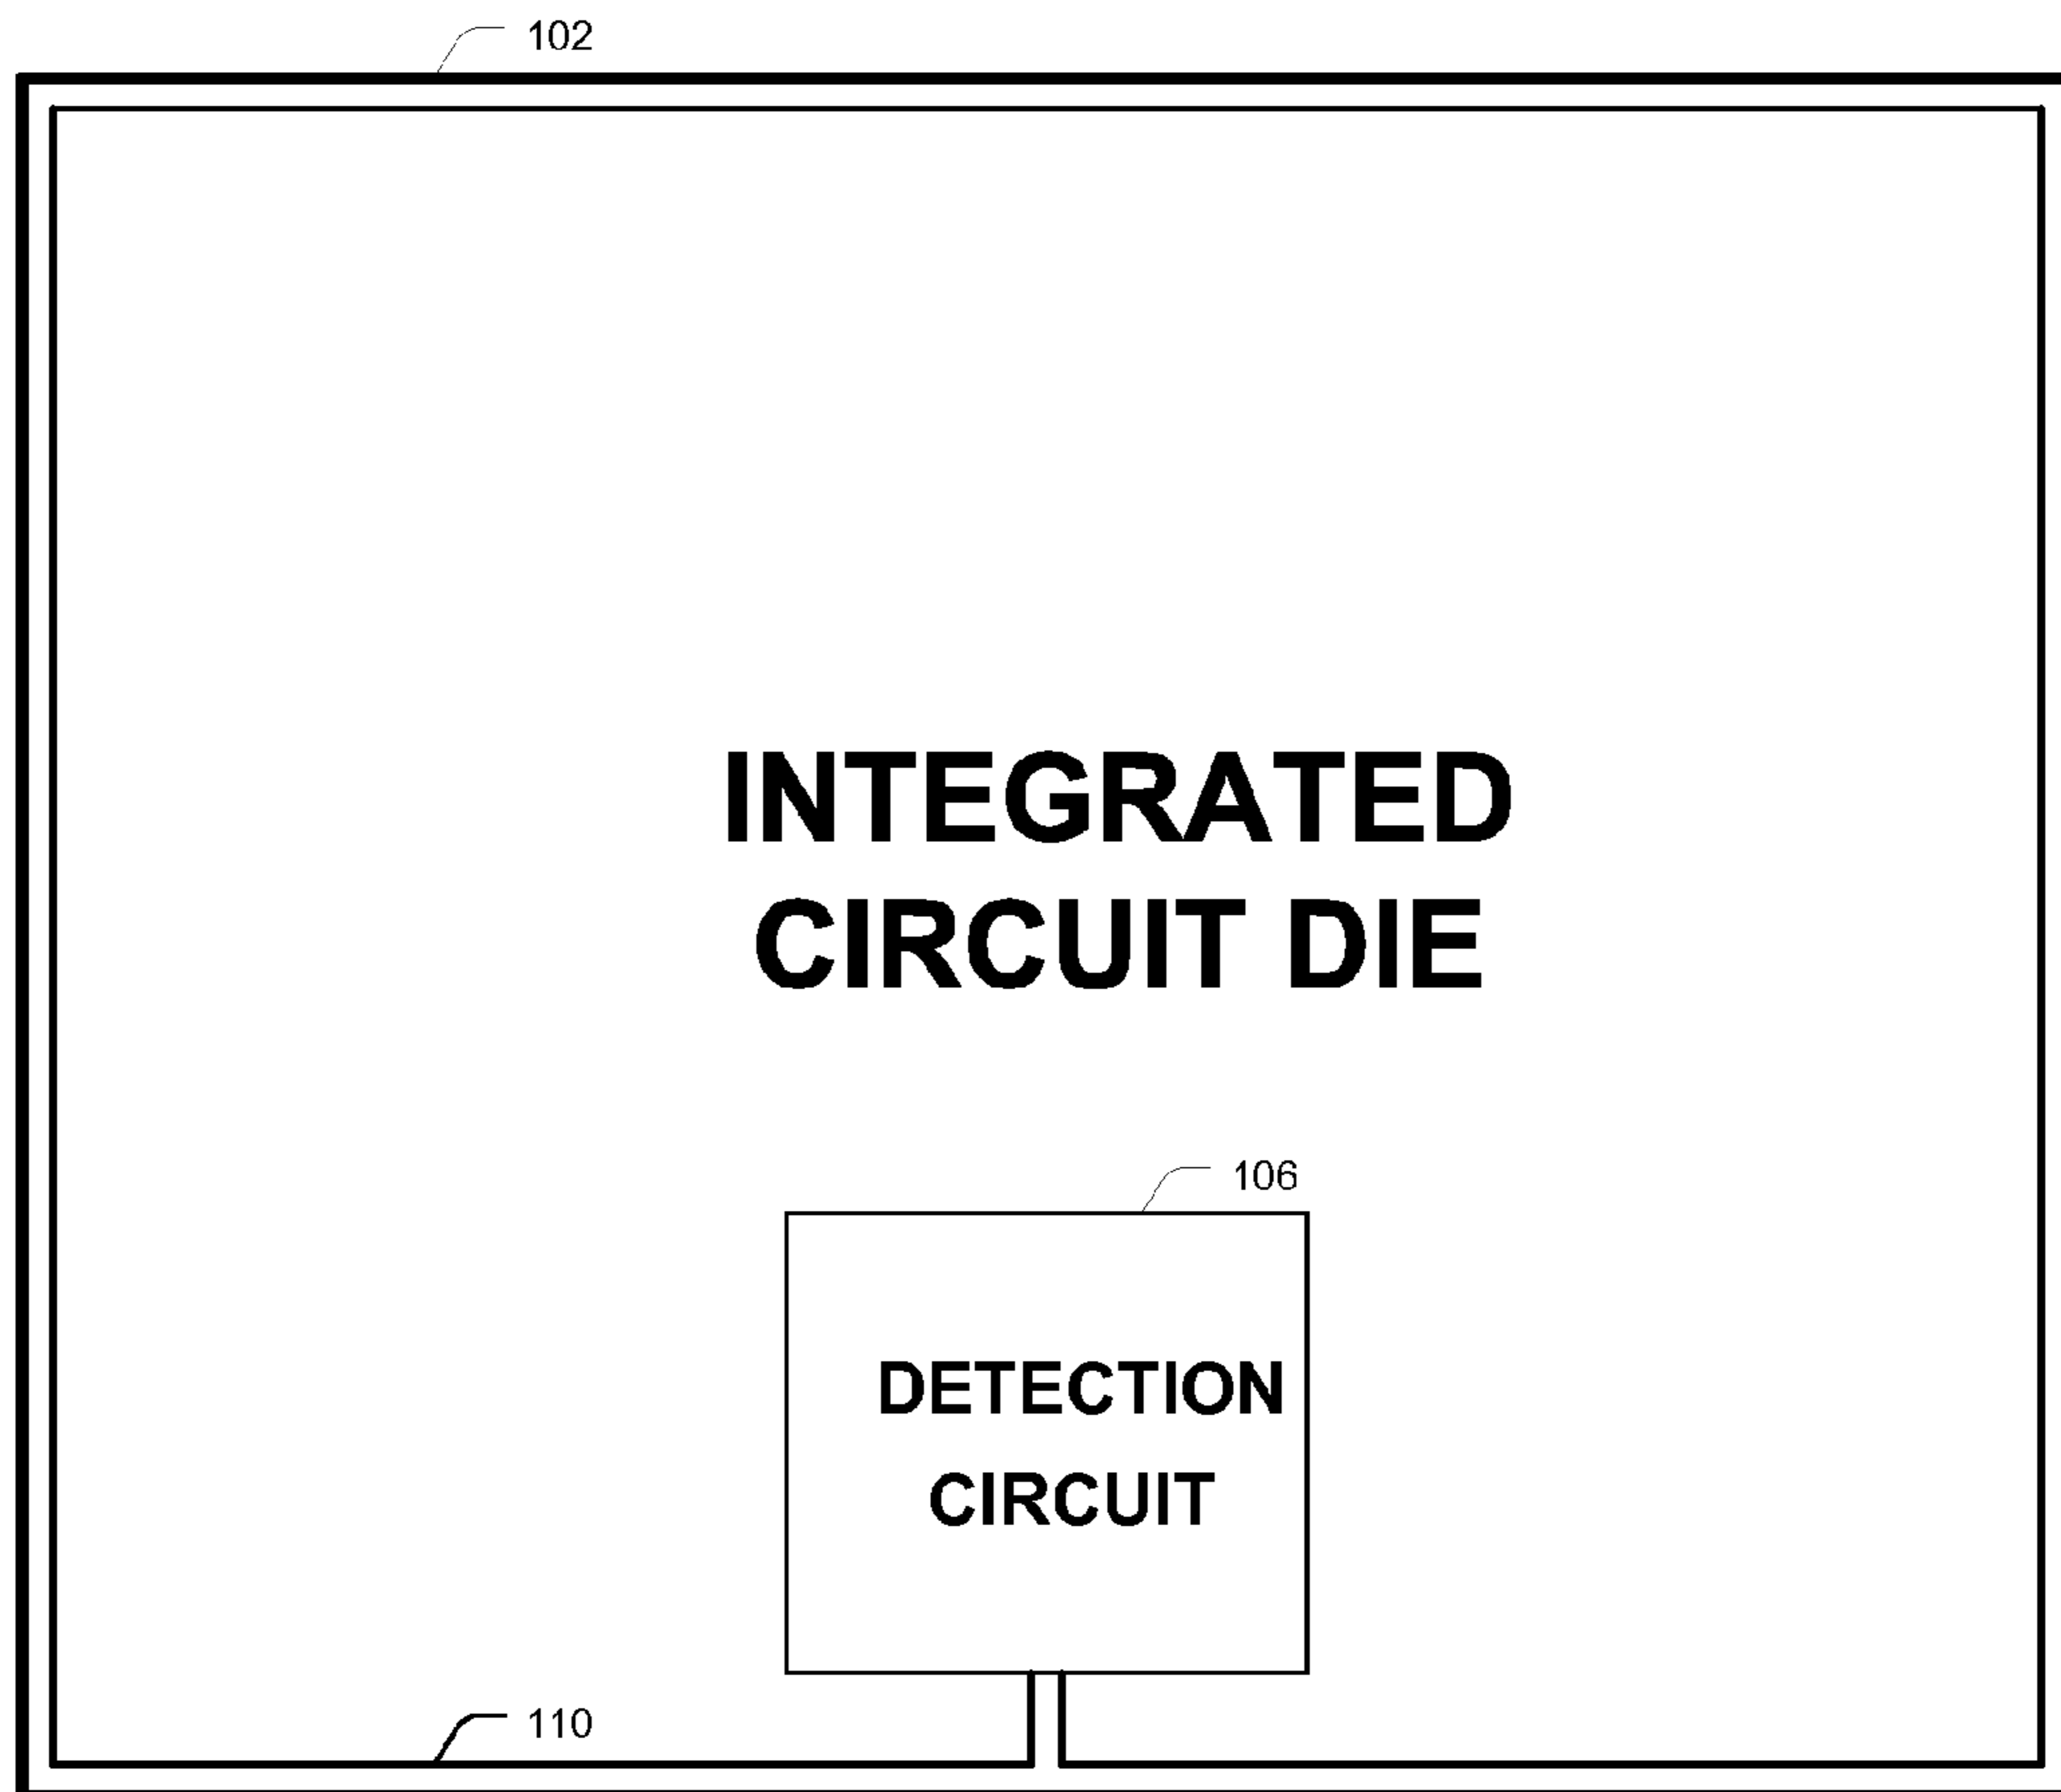 102
INTEGRATED
CIRCUIT DIE
106
DETECTION
CIRCUIT
110